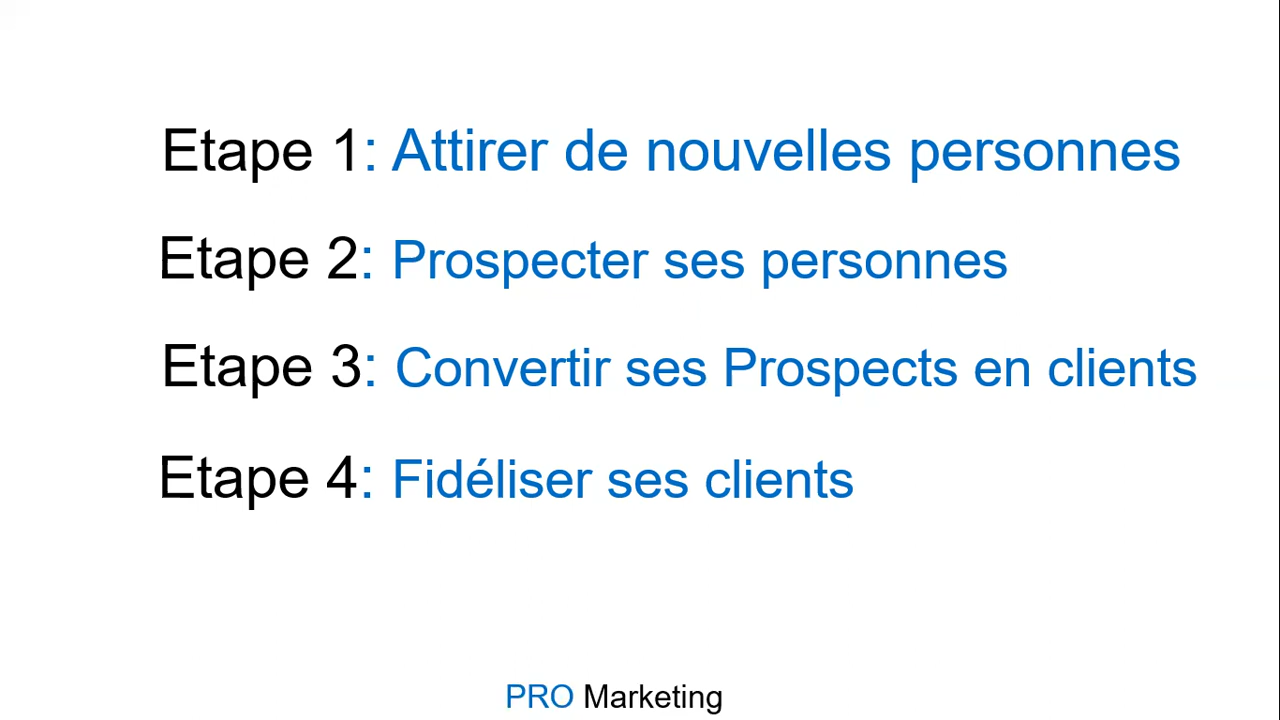 Etape 1: Attirer de nouvelles personnes
Etape 2: Prospecter ses personnes
Etape 3: Convertir ses Prospects en clients
Etape 4: Fidéliser ses clients
PRO Marketing